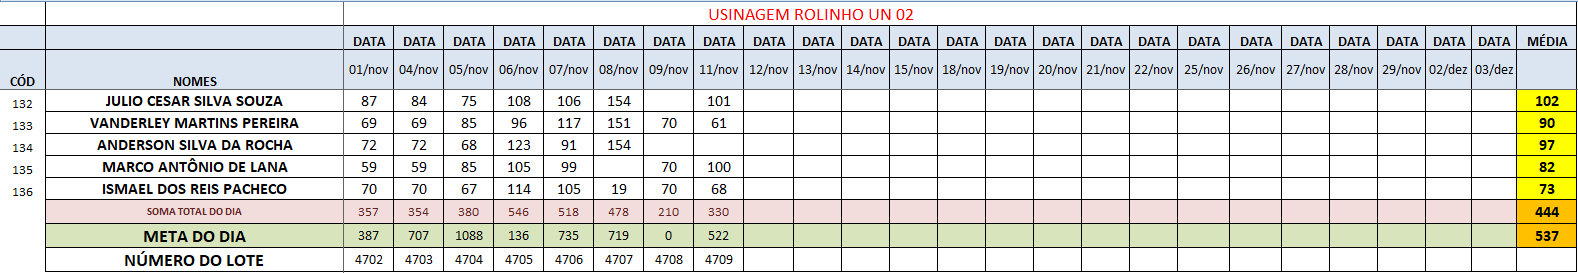 USINAGEM ROLINHO UN 02
DATA DATA DATA DATA DATA DATA DATA DATA DATA DATA DATA DATA DATA DATA DATA DATA DATA DATA DATA DATA DATA DATA DATA DATA MÉDIA
CÓD NOMES 01/nov 04/nov 05/nov 06/nov 07/nov 08/nov 09/nov 11/nov 12/nov 13/nov 14/nov 15/nov 18/nov 19/nov 20/nov 21/nov 22/nov 25/nov 26/nov 27/nov 28/nov 29/nov 02/dez 03/dez
132 JULIO CESAR SILVA SOUZA 87 84 75 108 106 154 101 102
133 VANDERLEY MARTINS PEREIRA 69 69 85 96 117 151 70 61 90
134 ANDERSON SILVA DA ROCHA 72 72 68 123 91 154 97
135 MARCO ANTÔNIO DE LANA 59 59 85 105 99 70 100 82
136 ISMAEL DOS REIS PACHECO 70 70 67 114 105 19 70 68 73
SOMA TOTAL DO DIA 357 354 380 546 518 478 210 330 444
META DO DIA 387 707 1088 136 735 719 0 522 537
NÚMERO DO LOTE 4702 4703 4704 4705 4706 4707 4708 4709